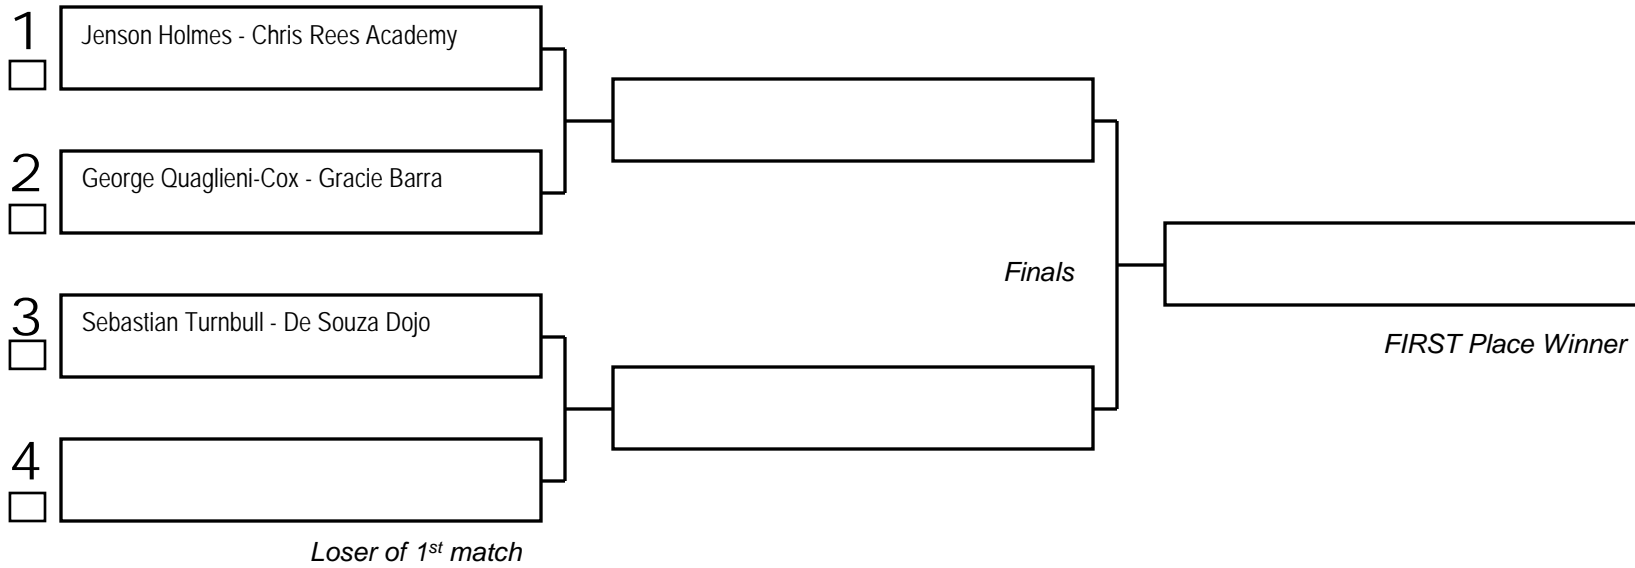 1
Jenson Holmes - Chris Rees Academy
2
George Quaglieni-Cox - Gracie Barra
3
Sebastian Turnbull - De Souza Dojo
4
Loser of 1st match
Finals
FIRST Place Winner